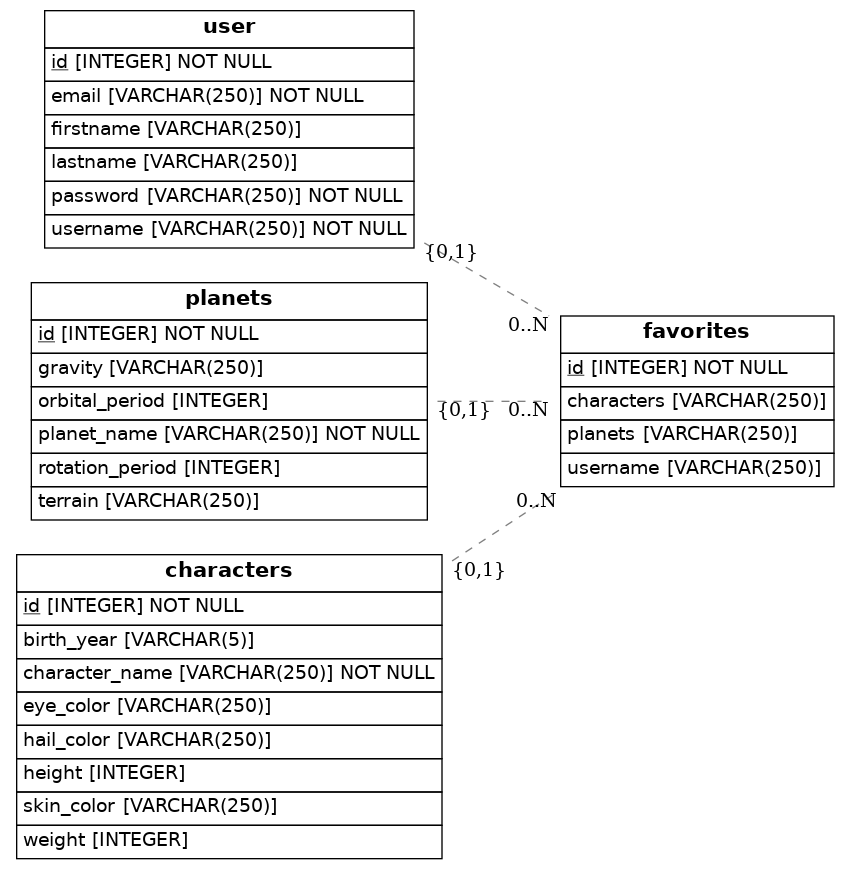 user
id [INTEGER] NOT NULL
email [VARCHAR(250)] NOT NULL
firstname [VARCHAR(250)]
lastname [VARCHAR(250)]
password [VARCHAR(250)] NOT NULL
username [VARCHAR(250)] NOT NULL
{0,1}
0..N
planets
id [INTEGER] NOT NULL
gravity [VARCHAR(250)]
orbital_period [INTEGER]
planet_name [VARCHAR(250)] NOT NULL
rotation_period [INTEGER]
terrain [VARCHAR(250)]
{0,1}
0..N
favorites
id [INTEGER] NOT NULL
characters [VARCHAR(250)]
planets [VARCHAR(250)]
username [VARCHAR(250)]
0..N
{0,1}
characters
id [INTEGER] NOT NULL
birth_year [VARCHAR(5)]
character_name [VARCHAR(250)] NOT NULL
eye_color [VARCHAR(250)]
hail_color [VARCHAR(250)]
height [INTEGER]
skin_color [VARCHAR(250)]
weight [INTEGER]